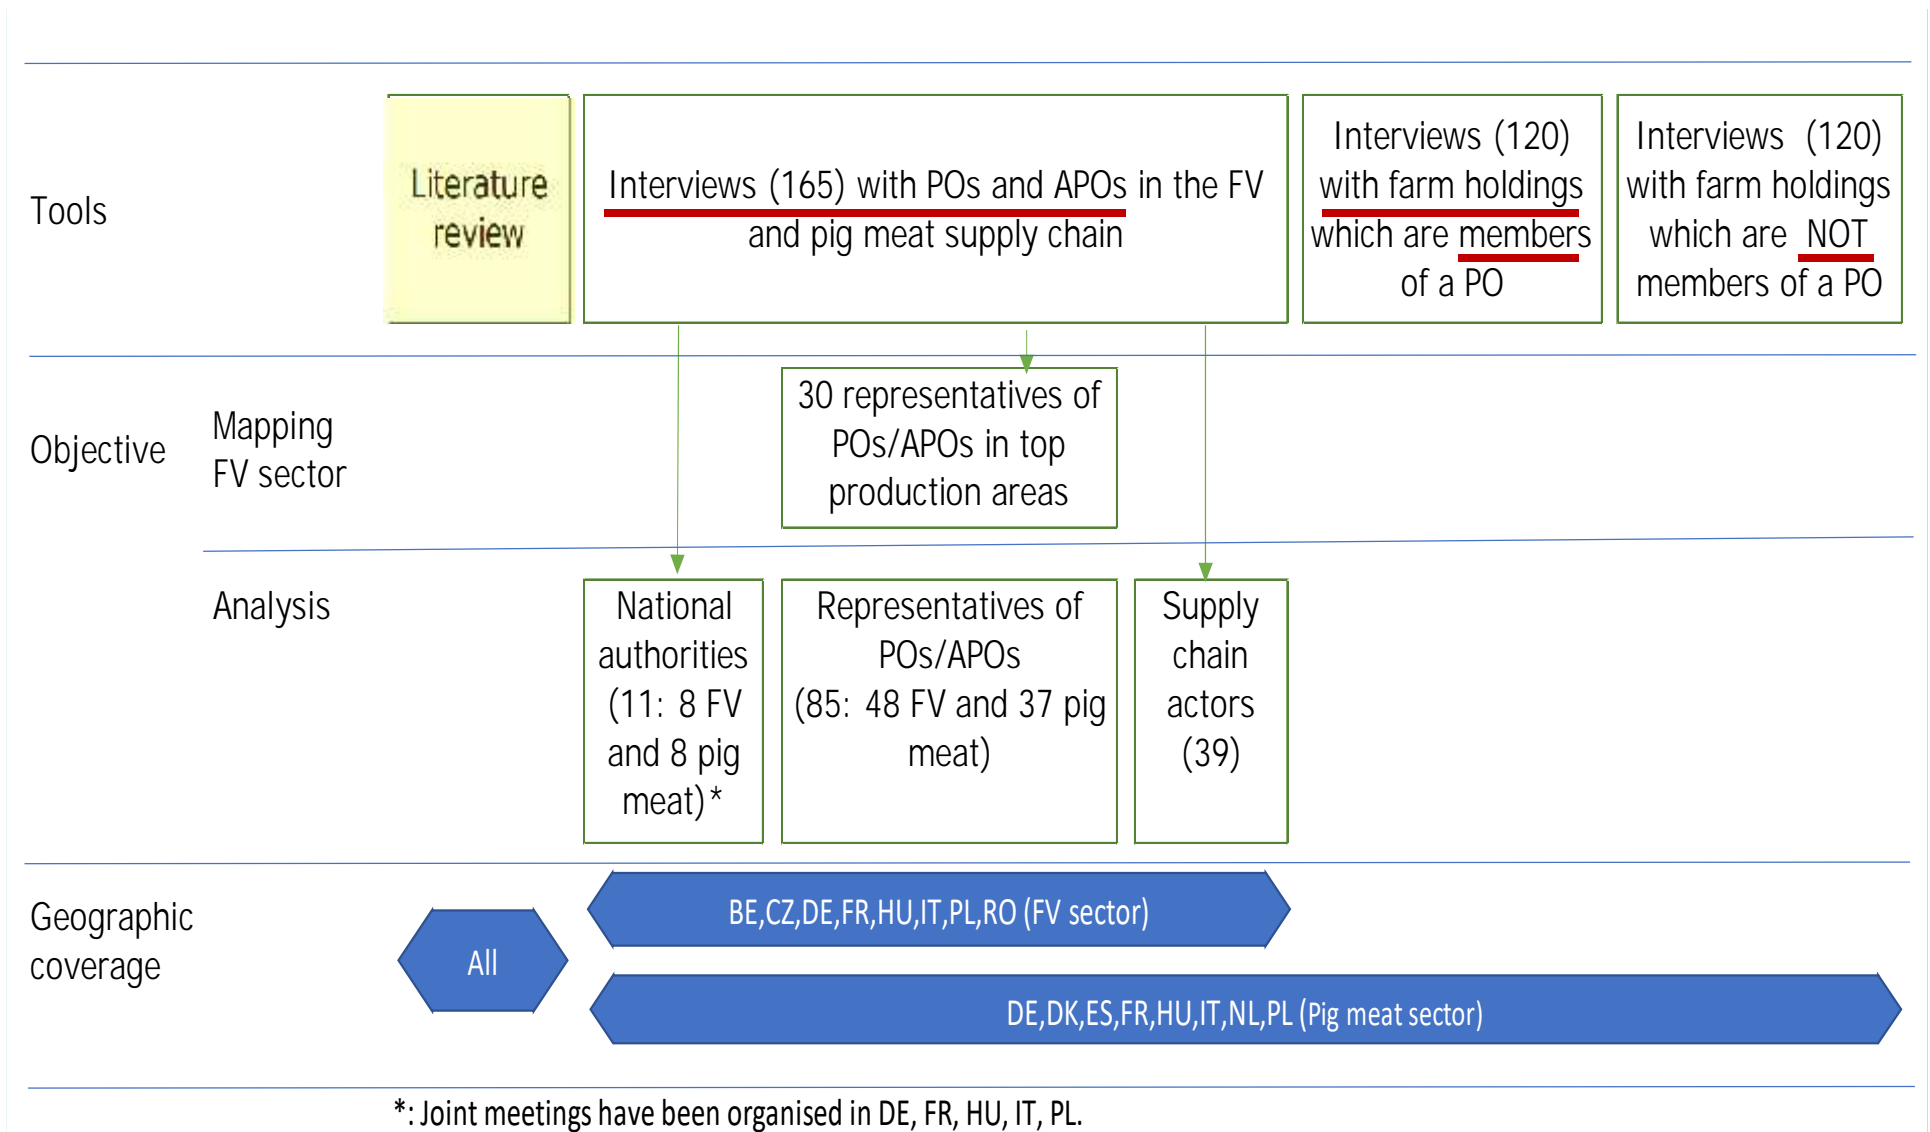 Tools
Literature
review
Interviews (165) with POs and APOs in the FV
and pig meat supply chain
Interviews (120)
with farm holdings
which are members
of a PO
Interviews (120)
with farm holdings
which are NOT
members of a PO
Objective
Mapping
FV sector
30 representatives of
POs/APOs in top
production areas
Analysis
National
authorities
(11: 8 FV
and 8 pig
meat)*
Representatives of
POs/APOs
(85: 48 FV and 37 pig
meat)
Supply
chain
actors
(39)
Geographic
coverage
All
BE,CZ,DE,FR,HU,IT,PL,RO (FV sector)
DE,DK,ES,FR,HU,IT,NL,PL (Pig meat sector)
*: Joint meetings have been organised in DE, FR, HU, IT, PL.